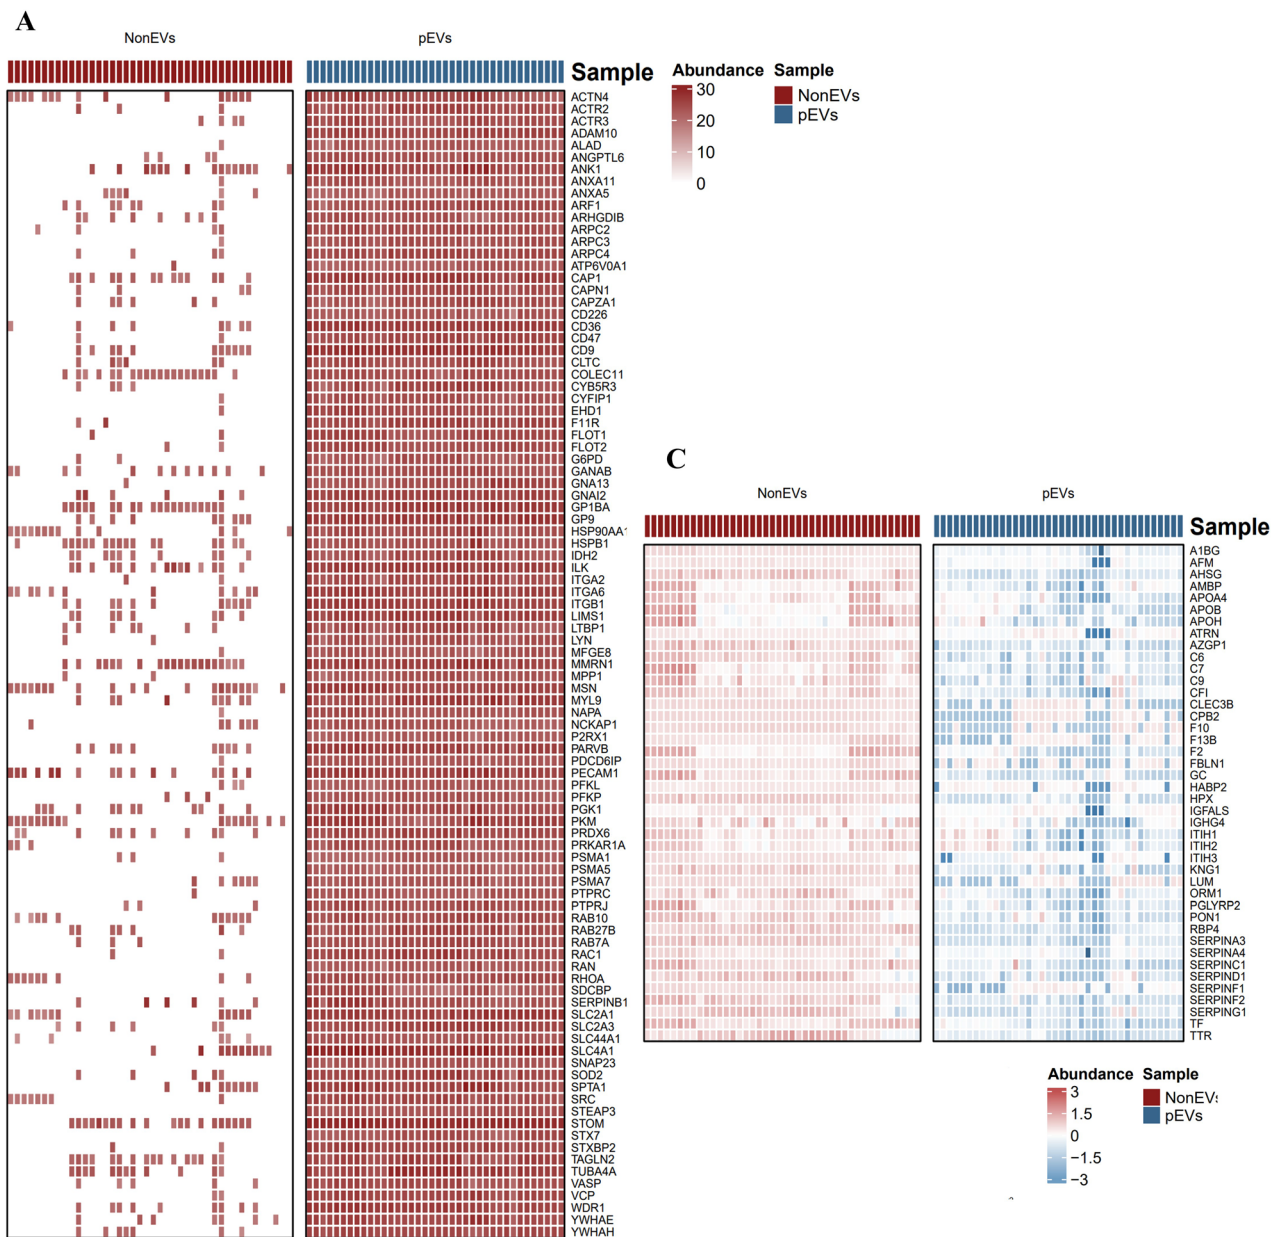 A
NonEVs
pEVs
Sample
Abundance
30
20
10
0
Sample
NonEVs
pEVs
ACTN4
ACTR2
ACTR3
ADAM10
ALAD
ANGPTL6
ANK1
ANXA11
ANXA5
ARF1
ARHGDIB
ARPC2
ARPC3
ARPC4
ATP6V0A1
CAP1
CAPN1
CAPZA1
CD226
CD36
CD47
CD9
CLTC
COLEC11
CYB5R3
CYFIP1
EHD1
F11R
FLOT1
FLOT2
G6PD
GANAB
GNA13
GNAI2
GP1BA
GP9
HSP90AA1
HSPB1
IDH2
ILK
ITGA2
ITGA6
ITGB1
LIMS1
LTBP1
LYN
MFGE8
MMRN1
MPP1
MSN
MYL9
NAPA
NCKAP1
P2RX1
PARVB
PDCD6IP
PECAM1
PFKL
PFKP
PGK1
PKM
PRDX6
PRKAR1A
PSMA1
PSMA5
PSMA7
PTPRC
PTPRJ
RAB10
RAB27B
RAB7A
RAC1
RAN
RHOA
SDCBP
SERPINB1
SLC2A1
SLC2A3
SLC44A1
SLC4A1
SNAP23
SOD2
SPTA1
SRC
STEAP3
STOM
STX7
STXBP2
TAGLN2
TUBA4A
VASP
VCP
WDR1
YWHAE
YWHAH
C
NonEVs
pEVs
Sample
A1BG
AFM
AHSG
AMBP
APOA4
APOB
APOH
ATRN
AZGP1
C6
C7
C9
CFI
CLEC3B
CPB2
F10
F13B
F2
FBLN1
GC
HABP2
HPX
IGFALS
IGHG4
ITIH1
ITIH2
ITIH3
KNG1
LUM
ORM1
PGLYRP2
PON1
RBP4
SERPINA3
SERPINA4
SERPINC1
SERPIND1
SERPINF1
SERPINF2
SERPING1
TF
TTR
Abundance
3
1.5
0
−1.5
−3
Sample
NonEVs
pEVs